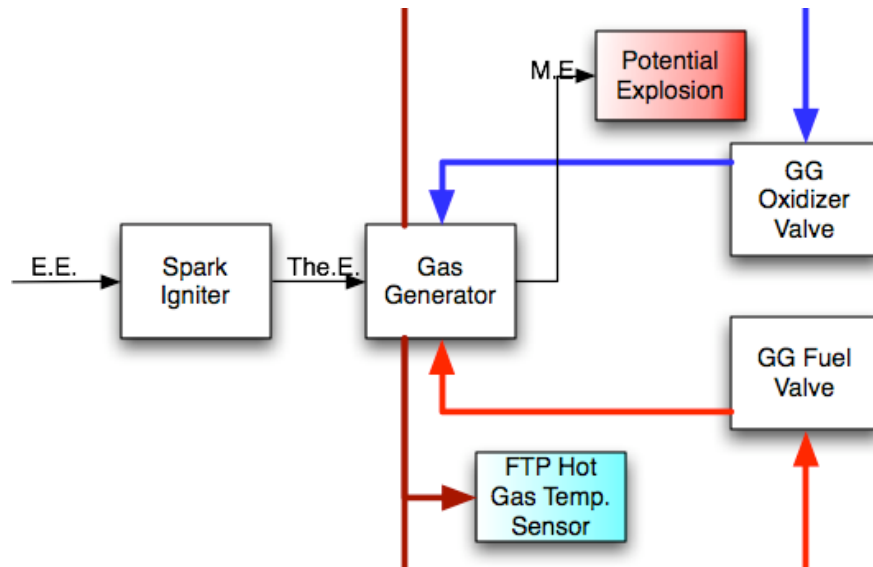 M.E.
Potential
Explosion
GG
Oxidizer
Valve
E.E.
Spark
Igniter
The.E.
Gas
Generator
GG Fuel
Valve
FTP Hot
Gas Temp.
Sensor